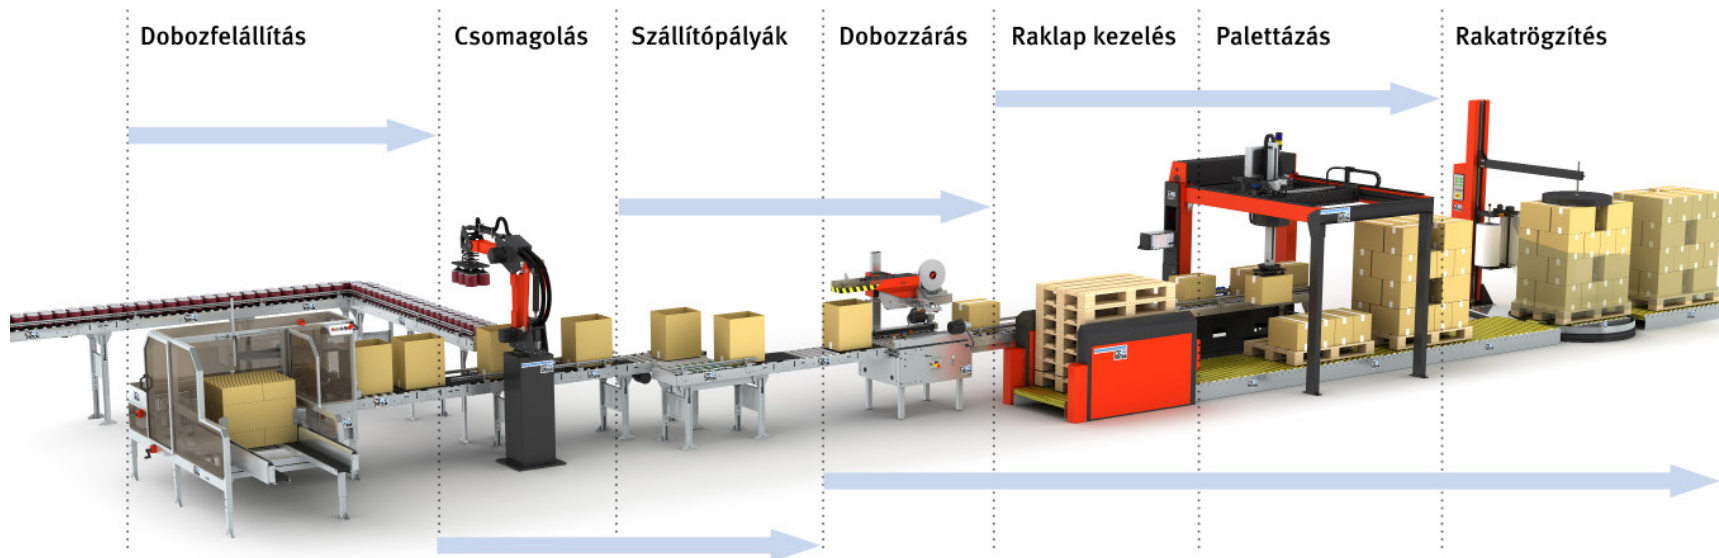 Dobozfelállítás
Csomagolás
Szállítópályák
Dobozzárás
Raklap kezelés
Palettázás
Rakatrögzítés